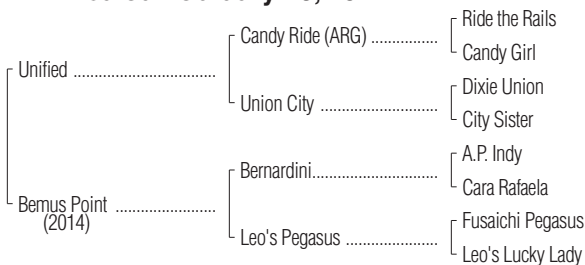 Ride the Rails
Candy Ride (ARG) ................
Candy Girl
Unified .................................
Dixie Union
Union City ...........................
City Sister
A.P. Indy
Bernardini............................
Cara Rafaela
Bemus Point .......................
(2014)
Fusaichi Pegasus
Leo's Pegasus .....................
Leo's Lucky Lady